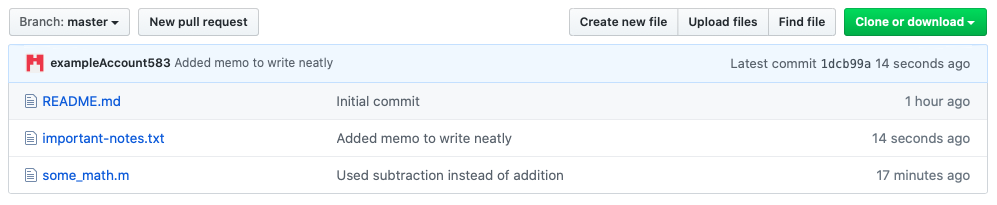 Branch: master New pull request Create new file Upload files Find file Clone or download
exampleAccount583 Added memo to write neatly Latest commit 1dcb99a 14 seconds ago
README.md Initial commit 1 hour ago
important-notes.txt Added memo to write neatly 14 seconds ago
some_math.m Used subtraction instead of addition 17 minutes ago